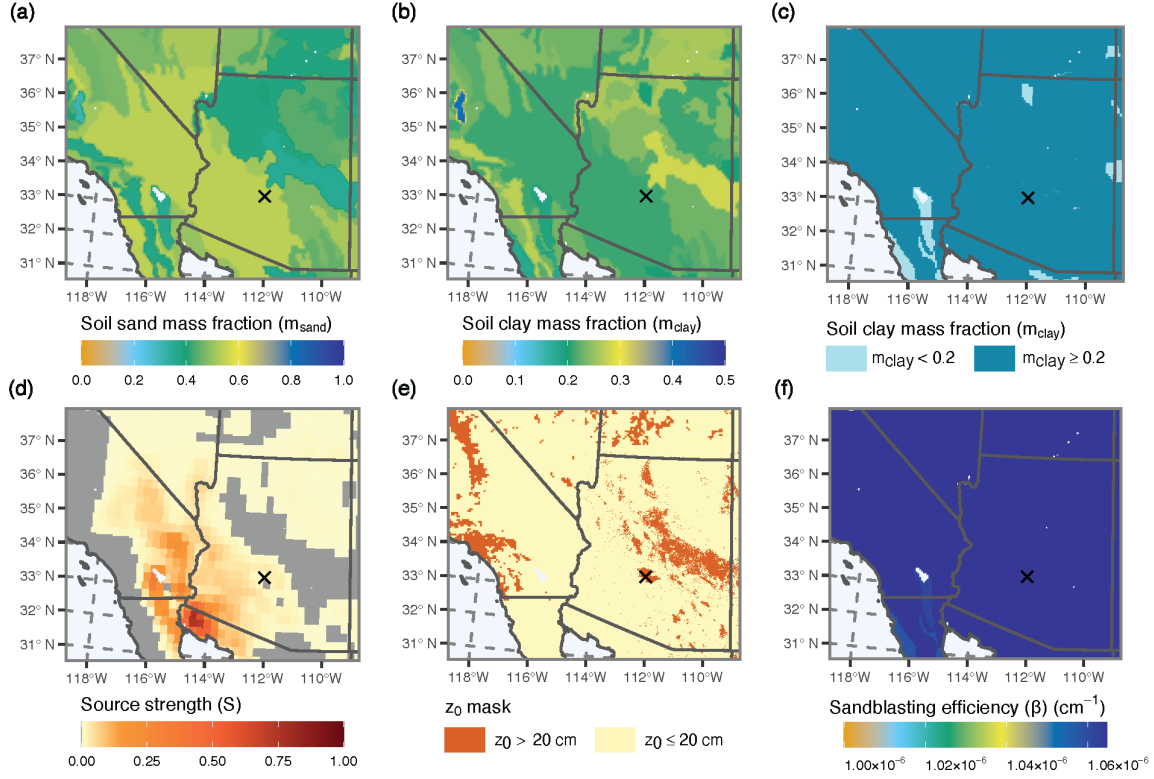 (a)
(b)
(c)
37° N
36° N
35° N
34° N
33° N
32° N
31° N
118°W 116°W 114°W 112°W 110°W
37° N
36° N
35° N
34° N
33° N
32° N
31° N
118°W 116°W 114°W 112°W 110°W
37° N
36° N
35° N
34° N
33° N
32° N
31° N
118°W 116°W 114°W 112°W 110°W
Soil sand mass fraction (m_sand)
0.0 0.2 0.4 0.6 0.8 1.0
Soil clay mass fraction (m_clay)
0.0 0.1 0.2 0.3 0.4 0.5
Soil clay mass fraction (m_clay)
m_clay < 0.2 m_clay ≥ 0.2
(d)
(e)
(f)
37° N
36° N
35° N
34° N
33° N
32° N
31° N
118°W 116°W 114°W 112°W 110°W
37° N
36° N
35° N
34° N
33° N
32° N
31° N
118°W 116°W 114°W 112°W 110°W
37° N
36° N
35° N
34° N
33° N
32° N
31° N
118°W 116°W 114°W 112°W 110°W
Source strength (S)
0.00 0.25 0.50 0.75 1.00
z₀ mask
z₀ > 20 cm z₀ ≤ 20 cm
Sandblasting efficiency (β) (cm⁻¹)
1.00×10⁻⁶ 1.02×10⁻⁶ 1.04×10⁻⁶ 1.06×10⁻⁶